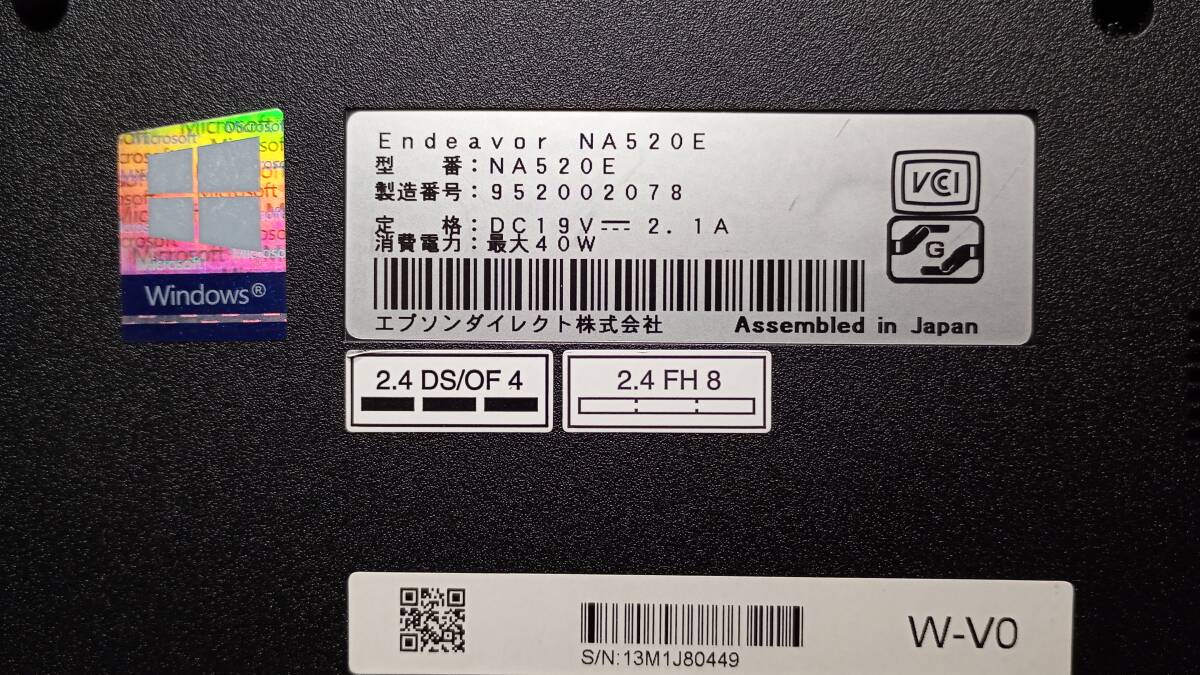 Endeavor NA520E
型 番：NA520E
製造番号：952002078
定 格：DC19V⎓ 2.1A
消費電力：最大40W
エプソンダイレクト株式会社 Assembled in Japan
VCCI
G
Microsoft
Windows®
2.4 DS/OF 4
2.4 FH 8
S/N:13M1J80449
W-V0